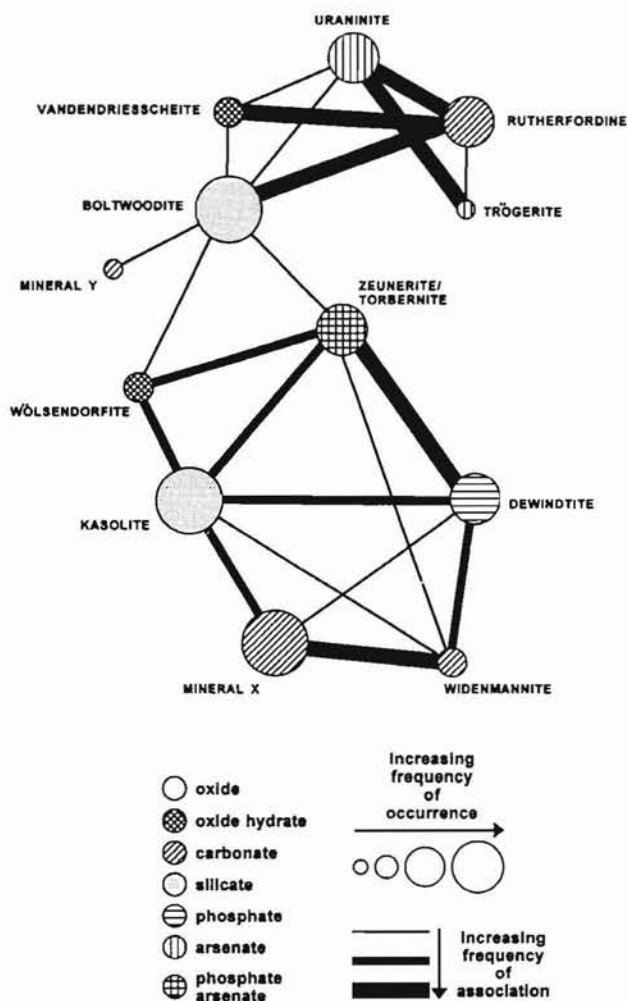 URANINITE
VANDENDRIESSCHEITE
RUTHERFORDINE
BOLTWOODITE
TRÖGERITE
MINERAL Y
ZEUNERITE/
TORBERNITE
WÖLSENDORFITE
KASOLITE
DEWINDTITE
MINERAL X
WIDENMANNITE
oxide
oxide hydrate
carbonate
silicate
phosphate
arsenate
phosphate
arsenate
Increasing
frequency
of
occurrence
Increasing
frequency
of
association